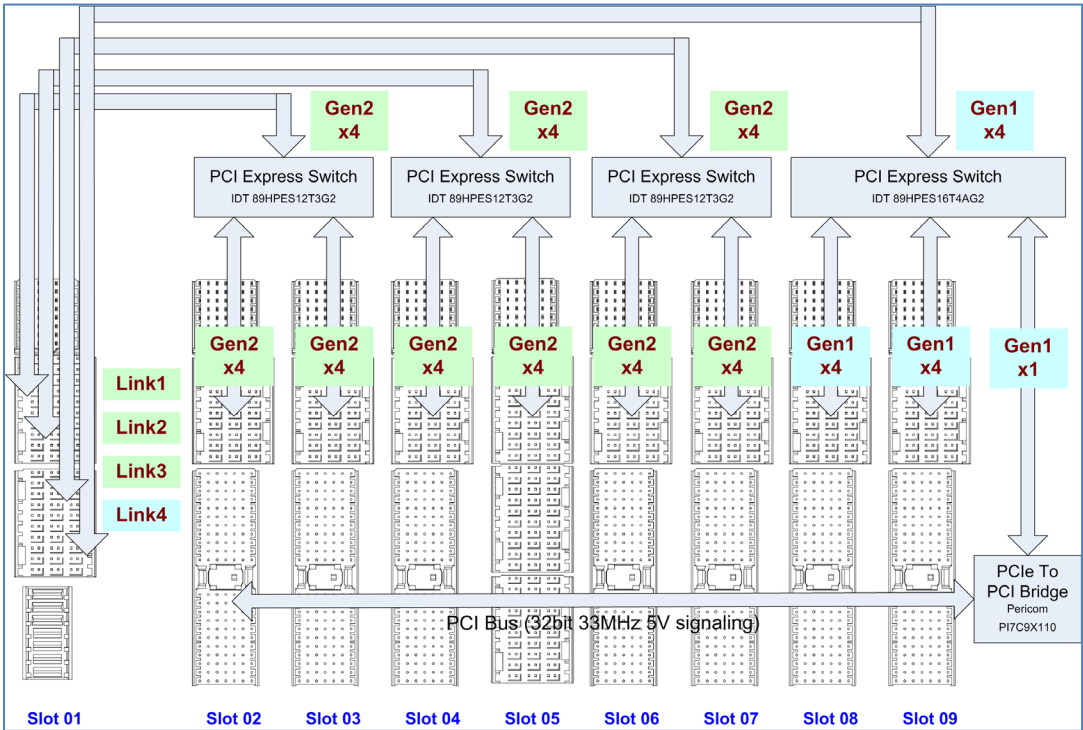 Gen2
x4
Gen2
x4
Gen2
x4
Gen1
x4
PCI Express Switch
IDT 89HPES12T3G2
PCI Express Switch
IDT 89HPES12T3G2
PCI Express Switch
IDT 89HPES12T3G2
PCI Express Switch
IDT 89HPES16T4AG2
Gen2
x4
Gen2
x4
Gen2
x4
Gen2
x4
Gen2
x4
Gen2
x4
Gen1
x4
Gen1
x4
Gen1
x1
Link1
Link2
Link3
Link4
PCIe To
PCI Bridge
Pericom
PI7C9X110
PCI Bus (32bit 33MHz 5V signaling)
Slot 01
Slot 02
Slot 03
Slot 04
Slot 05
Slot 06
Slot 07
Slot 08
Slot 09